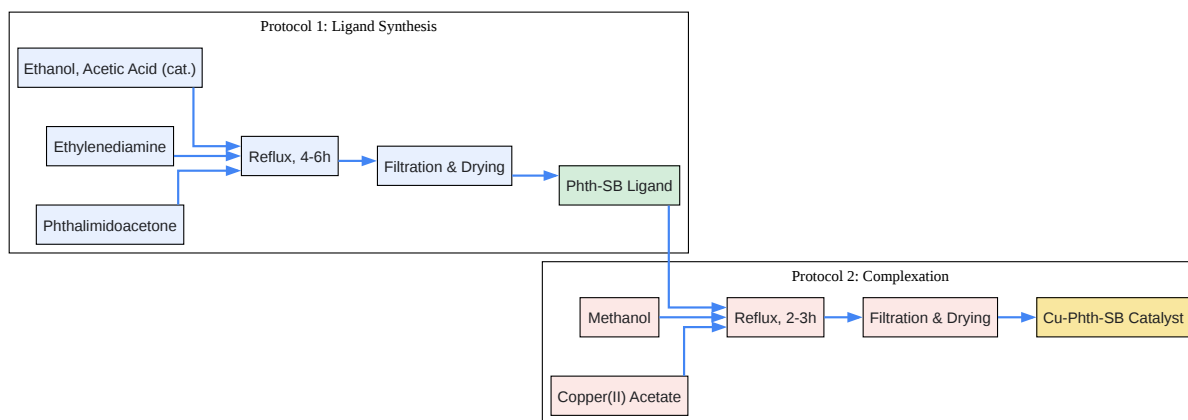 Protocol 1: Ligand Synthesis
Ethanol, Acetic Acid (cat.)
Ethylenediamine
Reflux, 4-6h
Filtration & Drying
Phth-SB Ligand
Phthalimidoacetone
Protocol 2: Complexation
Methanol
Reflux, 2-3h
Filtration & Drying
Cu-Phth-SB Catalyst
Copper(II) Acetate